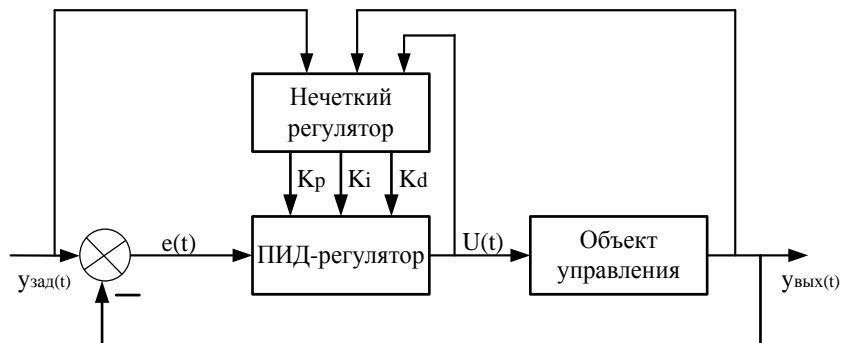 Нечеткий
регулятор
Kp Ki Kd
yзад(t)
e(t)
ПИД-регулятор
U(t)
Объект
управления
yвых(t)